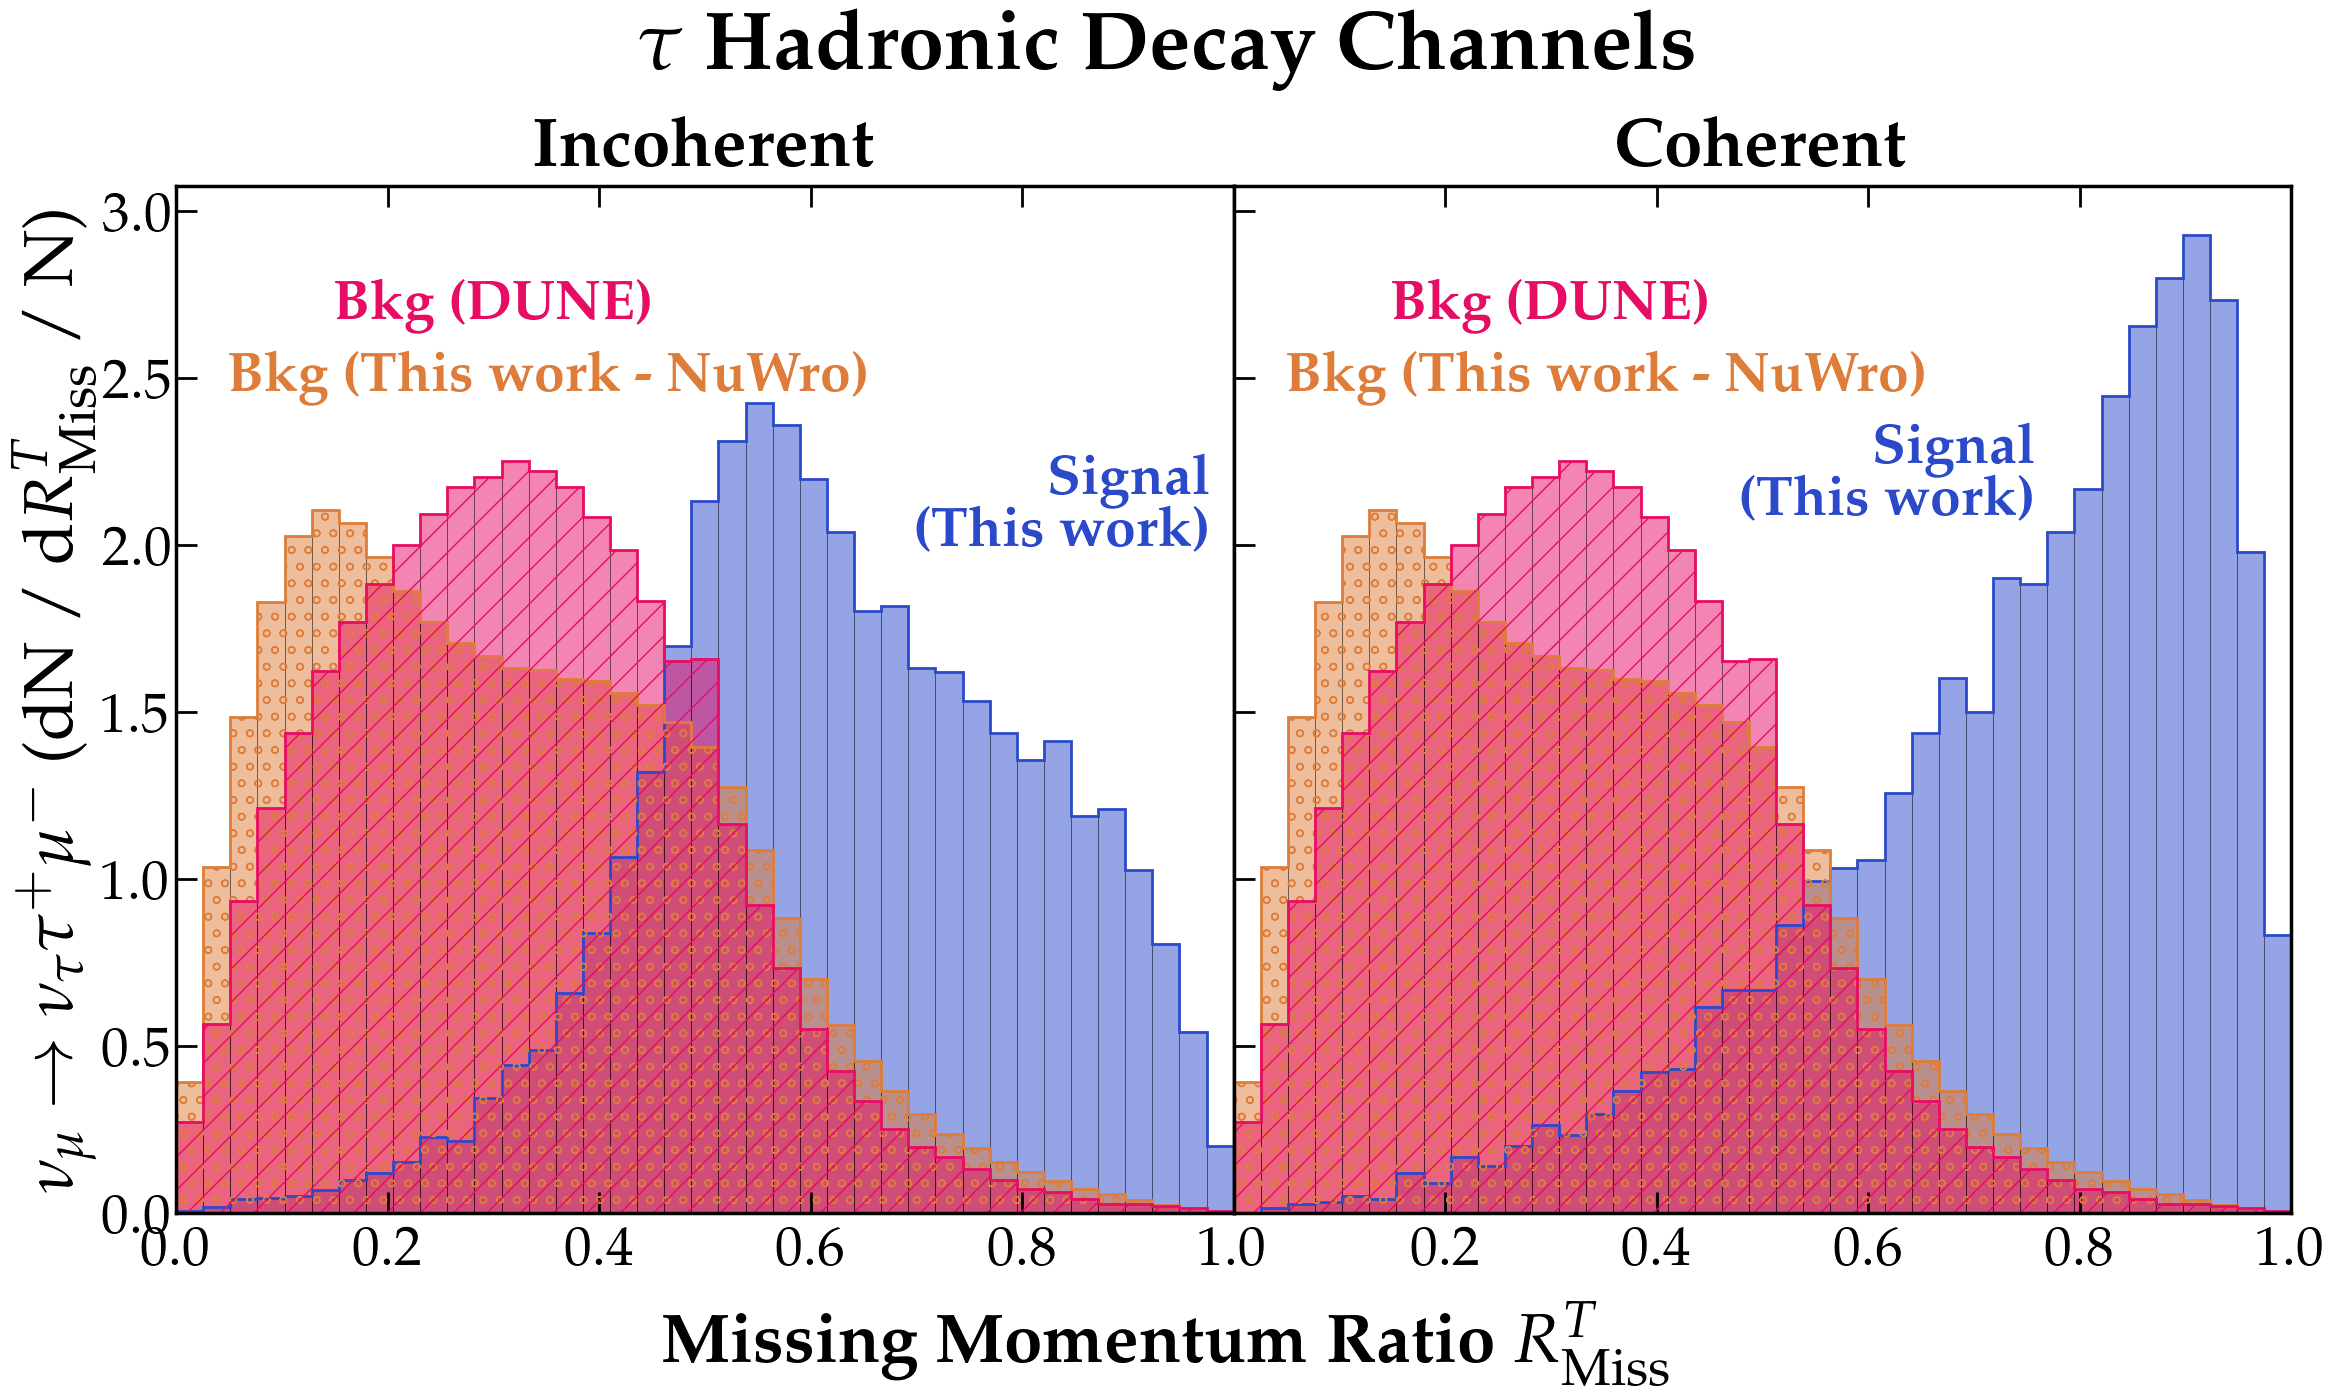 τ Hadronic Decay Channels
Incoherent
Coherent
ν_μ → ν_τ τ⁺ μ⁻ (dN / dR^T_Miss / N)
3.0
2.5
2.0
1.5
1.0
0.5
0.0
Bkg (DUNE)
Bkg (This work - NuWro)
Signal
(This work)
Bkg (DUNE)
Bkg (This work - NuWro)
Signal
(This work)
0.0 0.2 0.4 0.6 0.8 1.0 0.2 0.4 0.6 0.8 1.0
Missing Momentum Ratio R^T_Miss